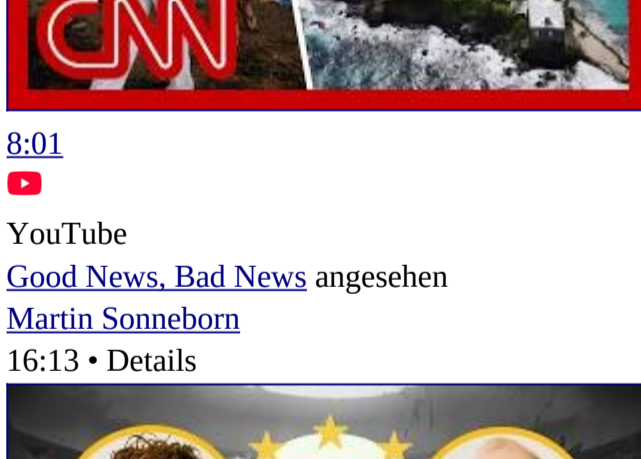 CNN
8:01
YouTube
Good News, Bad News angesehen
Martin Sonneborn
16:13 • Details